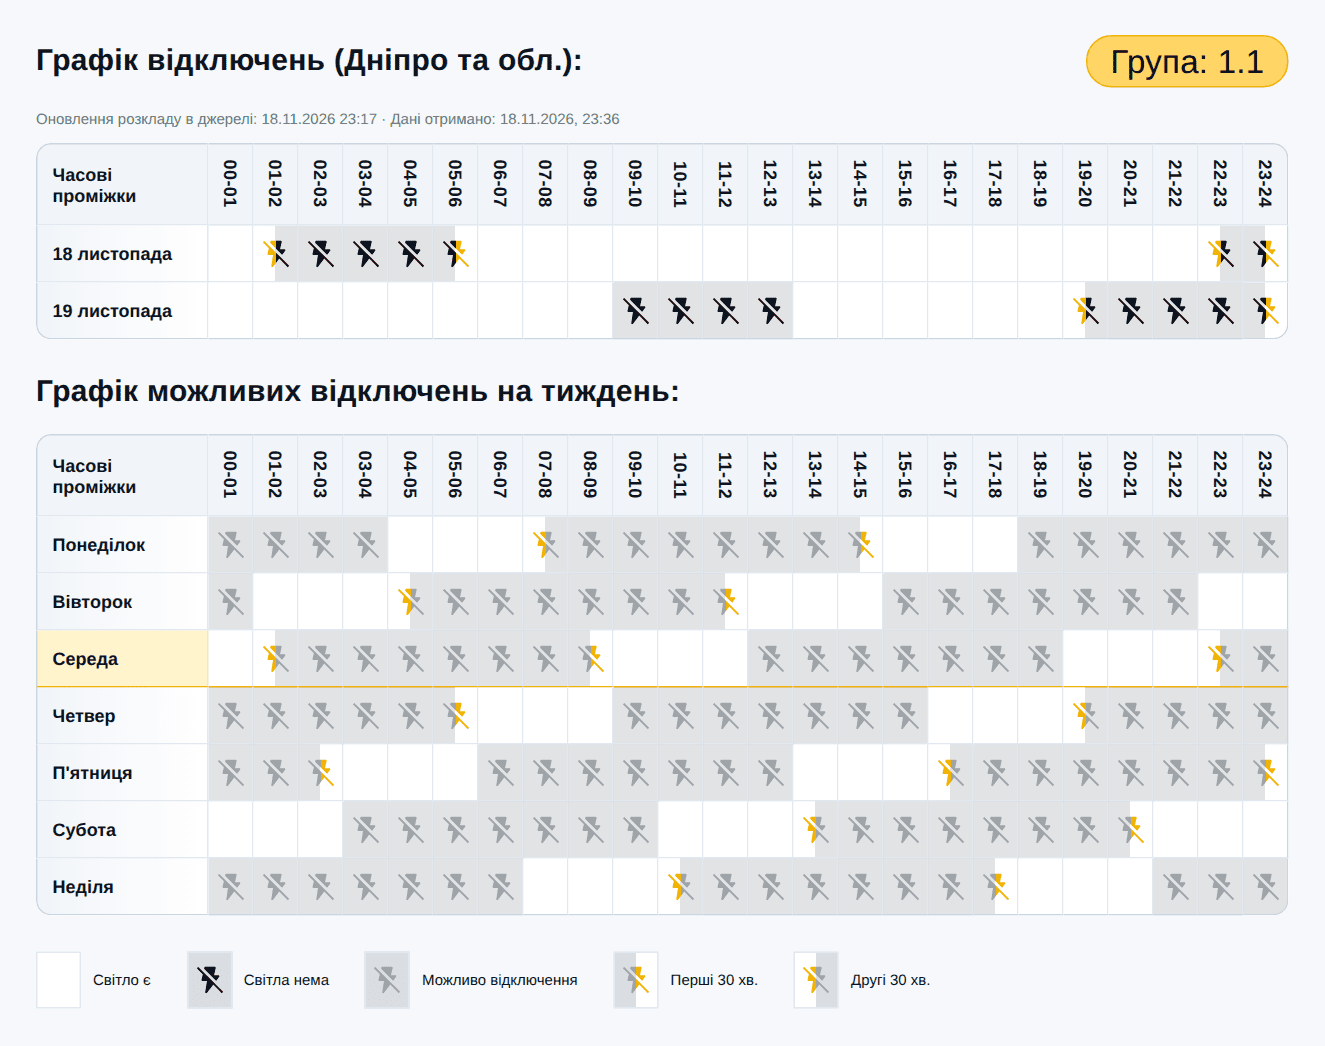 Графік відключень (Дніпро та обл.):
Група: 1.1
Оновлення розкладу в джерелі: 18.11.2026 23:17 · Дані отримано: 18.11.2026, 23:36
Часові
проміжки
00-01 01-02 02-03 03-04 04-05 05-06 06-07 07-08 08-09 09-10 10-11 11-12 12-13 13-14 14-15 15-16 16-17 17-18 18-19 19-20 20-21 21-22 22-23 23-24
18 листопада
19 листопада
Графік можливих відключень на тиждень:
Часові
проміжки
00-01 01-02 02-03 03-04 04-05 05-06 06-07 07-08 08-09 09-10 10-11 11-12 12-13 13-14 14-15 15-16 16-17 17-18 18-19 19-20 20-21 21-22 22-23 23-24
Понеділок
Вівторок
Середа
Четвер
П'ятниця
Субота
Неділя
Світло є
Світла нема
Можливо відключення
Перші 30 хв.
Другі 30 хв.